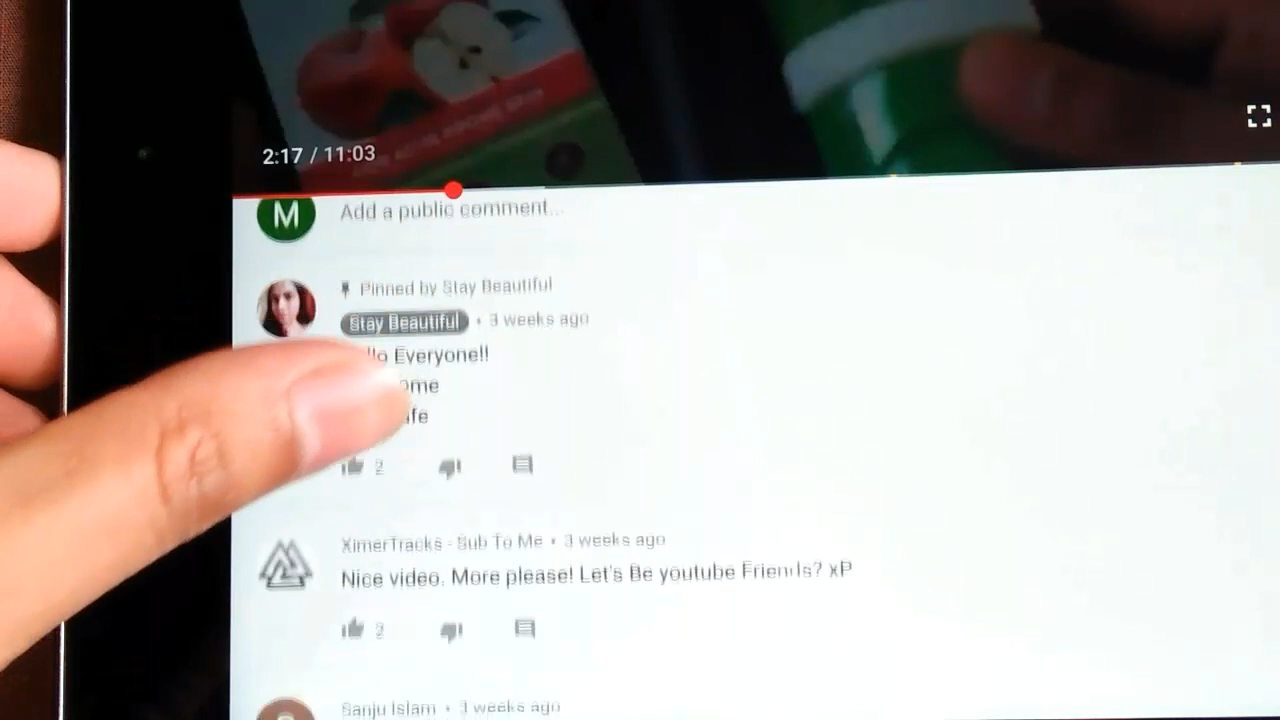 2:17 / 11:03
M
Add a public comment...
Pinned by Stay Beautiful
Stay Beautiful • 3 weeks ago
llo Everyone!!
ome
ife
2
XimerTracks - Sub To Me • 3 weeks ago
Nice video. More please! Let's Be youtube Friends? xP
2
Sanju Islam • 3 weeks ago